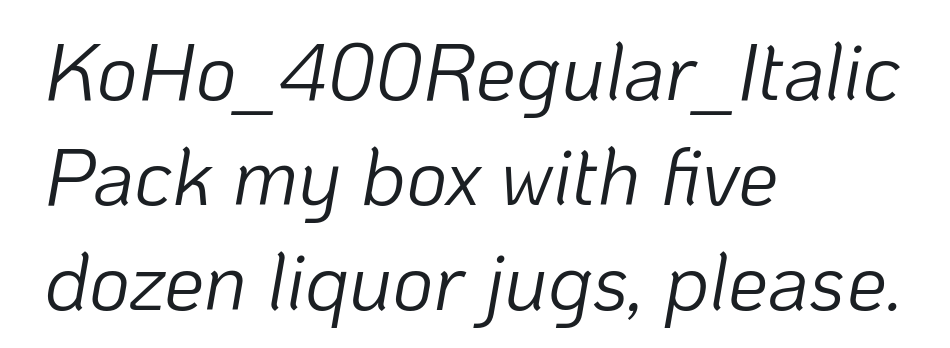 KoHo_400Regular_Italic
Pack my box with five
dozen liquor jugs, please.